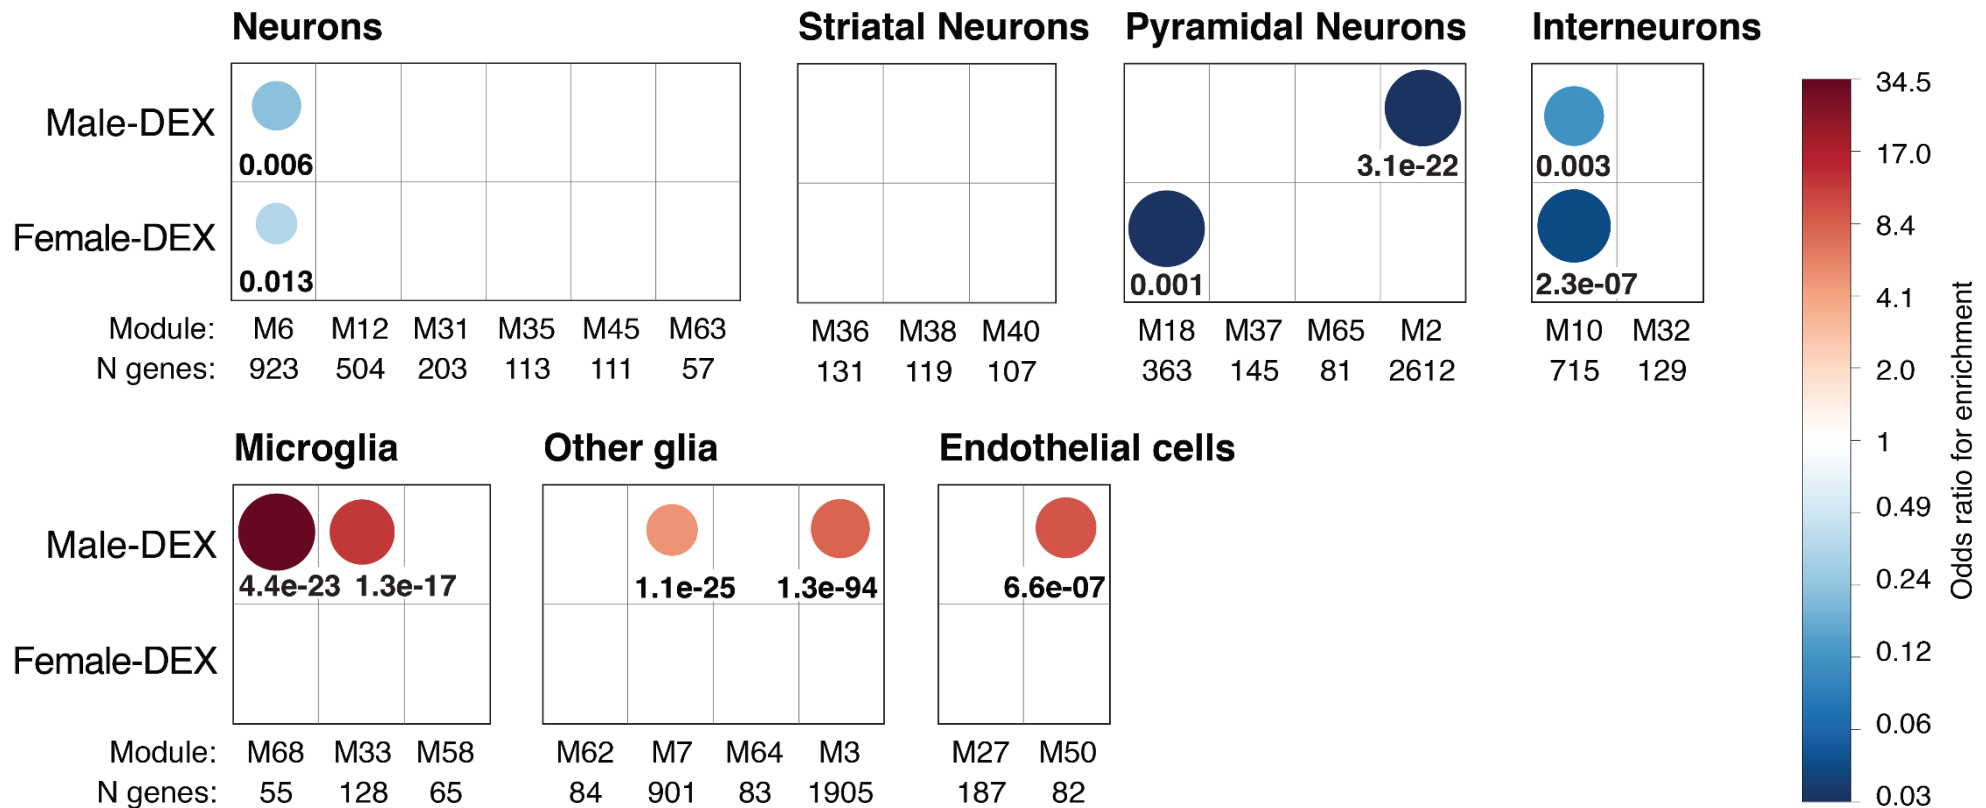 Neurons
Striatal Neurons
Pyramidal Neurons
Interneurons
Male-DEX
0.006
3.1e-22
0.003
Female-DEX
0.013
0.001
2.3e-07
Module: M6 M12 M31 M35 M45 M63 M36 M38 M40 M18 M37 M65 M2 M10 M32
N genes: 923 504 203 113 111 57 131 119 107 363 145 81 2612 715 129
Microglia
Other glia
Endothelial cells
Male-DEX
4.4e-23 1.3e-17 1.1e-25 1.3e-94 6.6e-07
Female-DEX
Module: M68 M33 M58 M62 M7 M64 M3 M27 M50
N genes: 55 128 65 84 901 83 1905 187 82
34.5
17.0
8.4
4.1
2.0
1
0.49
0.24
0.12
0.06
0.03
Odds ratio for enrichment